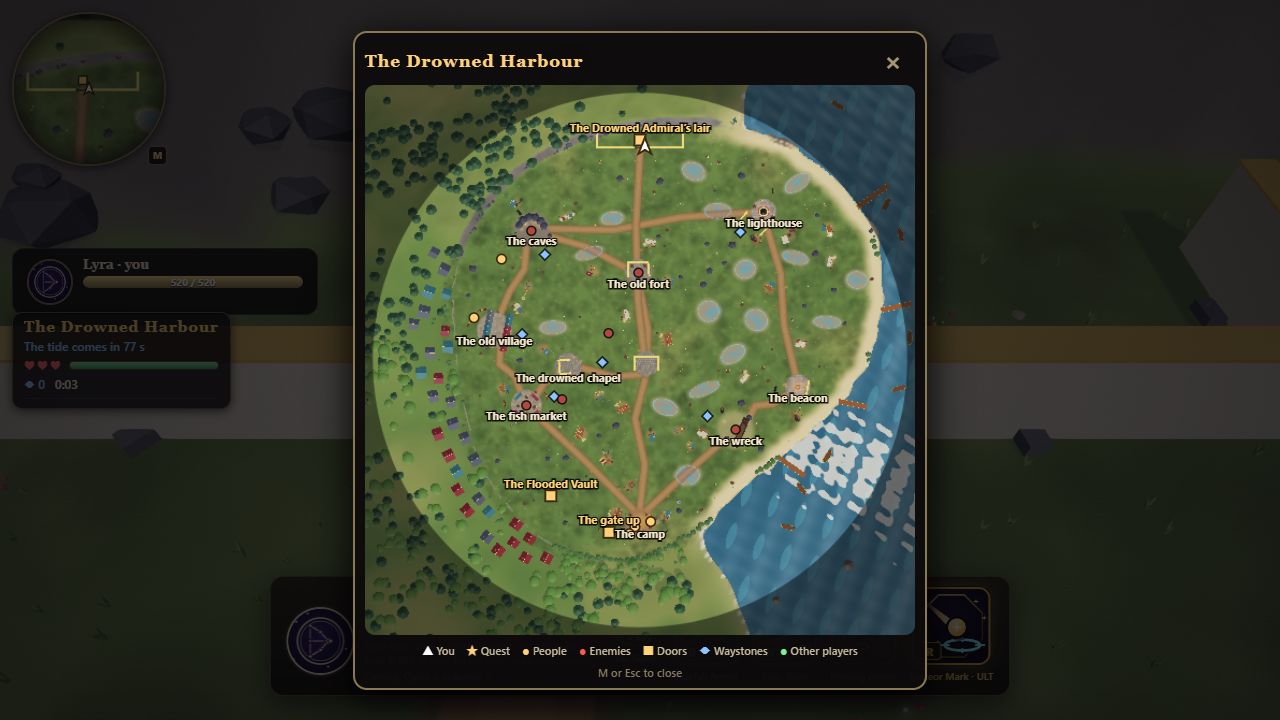 The Drowned Harbour
×
M
Lyra · you
520 / 520
The Drowned Harbour
The tide comes in 77 s
0 0:03
The Drowned Admiral's lair
The lighthouse
The caves
The old fort
The old village
The drowned chapel
The beacon
The fish market
The wreck
The Flooded Vault
The gate up
The camp
You Quest People Enemies Doors Waystones Other players
M or Esc to close
R
eor Mark · ULT